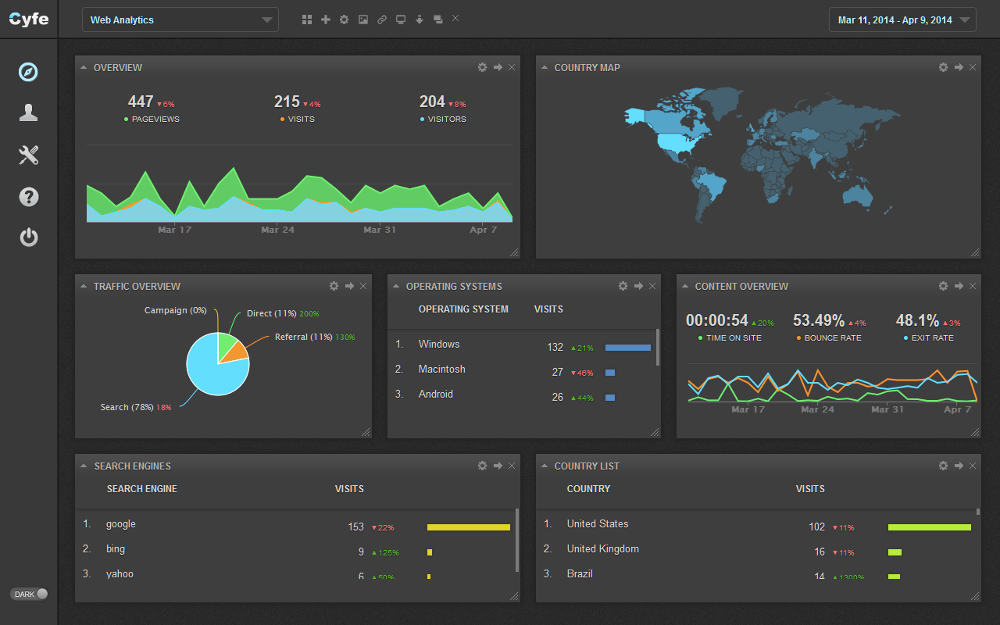 Cyfe
Web Analytics
Mar 11, 2014 - Apr 9, 2014
OVERVIEW
447 ▼6%
PAGEVIEWS
215 ▼4%
VISITS
204 ▼8%
VISITORS
Mar 17
Mar 24
Mar 31
Apr 7
COUNTRY MAP
TRAFFIC OVERVIEW
Campaign (0%)
Direct (11%) 200%
Referral (11%) 130%
Search (78%) 18%
OPERATING SYSTEMS
OPERATING SYSTEM VISITS
1. Windows 132 ▲21%
2. Macintosh 27 ▼46%
3. Android 26 ▲44%
CONTENT OVERVIEW
00:00:54 ▲20%
TIME ON SITE
53.49% ▲4%
BOUNCE RATE
48.1% ▲3%
EXIT RATE
Mar 17
Mar 24
Mar 31
Apr 7
SEARCH ENGINES
SEARCH ENGINE VISITS
1. google 153 ▼22%
2. bing 9 ▲125%
3. yahoo 6 ▲50%
COUNTRY LIST
COUNTRY VISITS
1. United States 102 ▼11%
2. United Kingdom 16 ▼11%
3. Brazil 14 ▲1300%
DARK